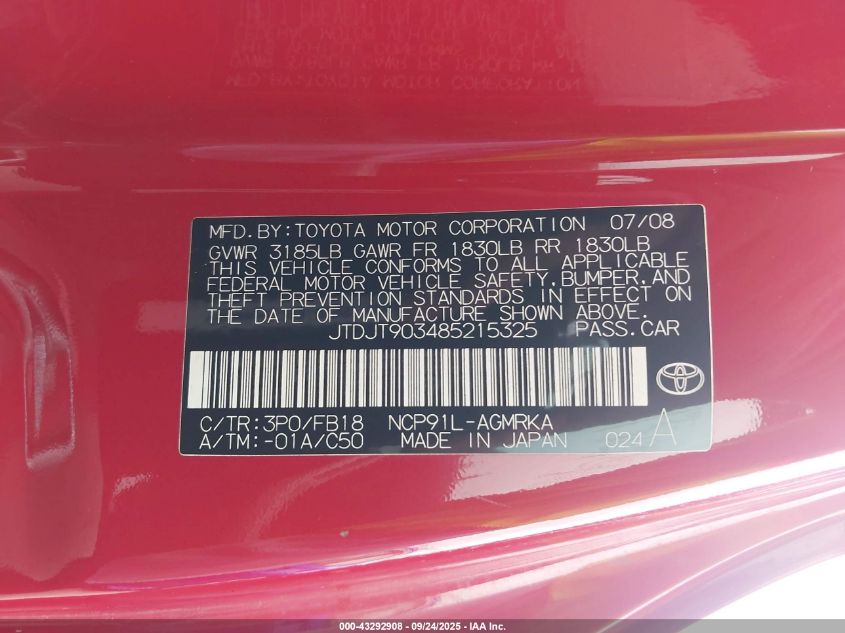 MFD.BY:TOYOTA MOTOR CORPORATION 07/08
GVWR 3185LB GAWR FR 1830LB RR 1830LB
THIS VEHICLE CONFORMS TO ALL APPLICABLE
FEDERAL MOTOR VEHICLE SAFETY,BUMPER,AND
THEFT PREVENTION STANDARDS IN EFFECT ON
THE DATE OF MANUFACTURE SHOWN ABOVE.
JTDJT903485215325 PASS.CAR
C/TR:3P0/FB18 NCP91L-AGMRKA
A/TM:-01A/C50 MADE IN JAPAN 024 A
000-43292908 - 09/24/2025 - IAA Inc.